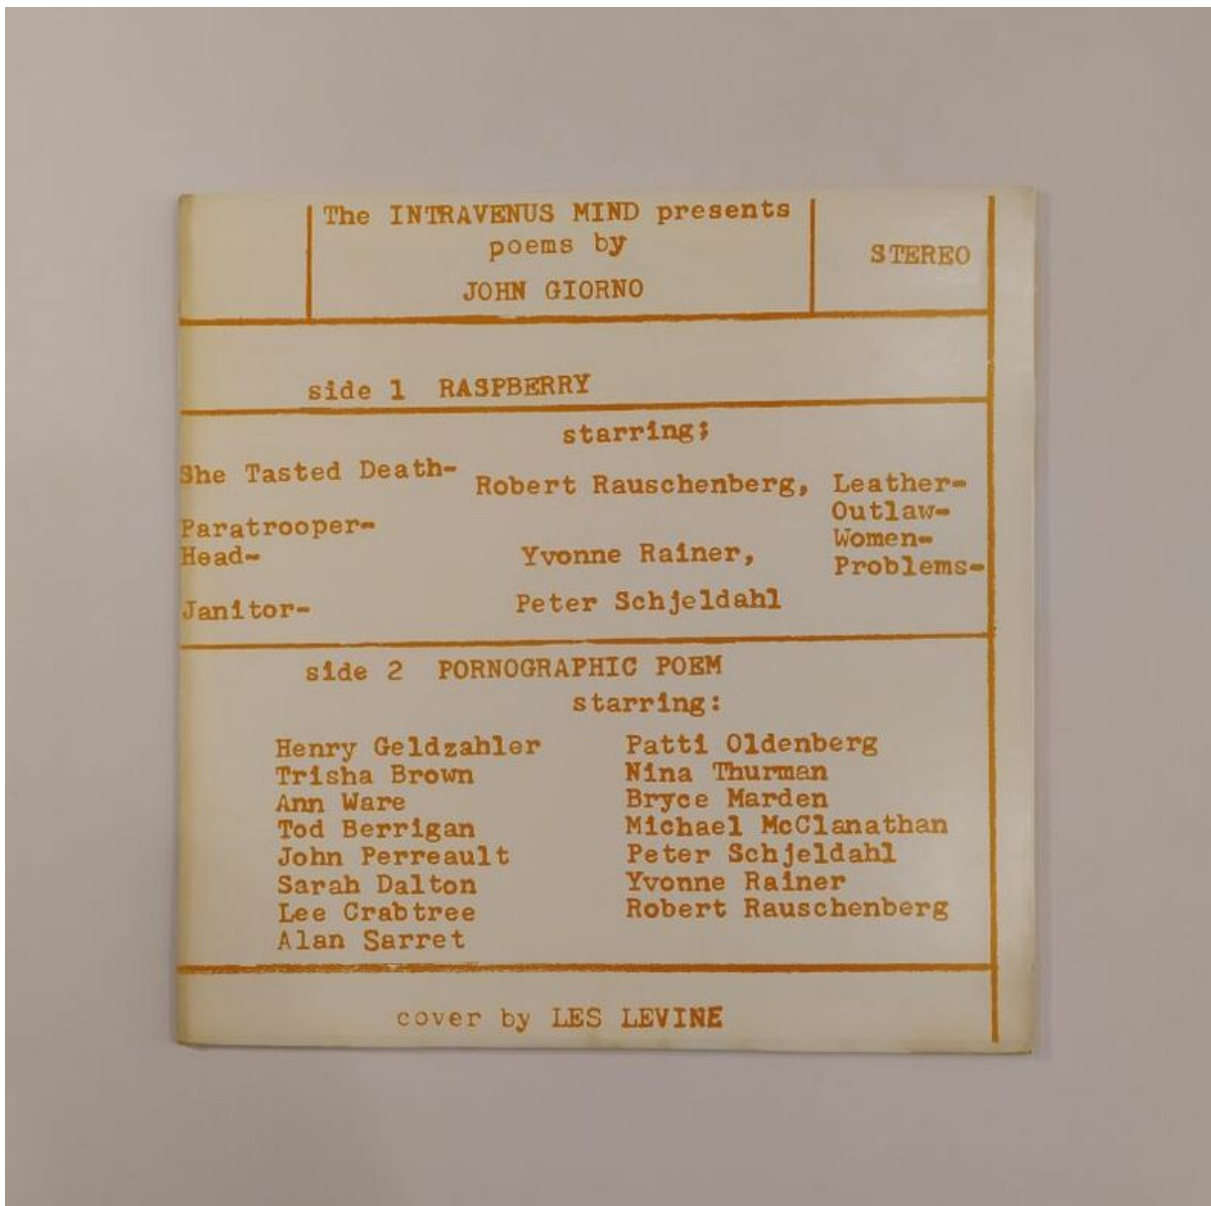 The INTRAVENUS MIND presents
poems by
JOHN GIORNO
STEREO
side 1 RASPBERRY
starring;
She Tasted Death-
Paratrooper-
Head-
Janitor-
Robert Rauschenberg,
Yvonne Rainer,
Peter Schjeldahl
Leather-
Outlaw-
Women-
Problems-
side 2 PORNOGRAPHIC POEM
starring:
Henry Geldzahler
Trisha Brown
Ann Ware
Tod Berrigan
John Perreault
Sarah Dalton
Lee Crabtree
Alan Sarret
Patti Oldenberg
Nina Thurman
Bryce Marden
Michael McClanathan
Peter Schjeldahl
Yvonne Rainer
Robert Rauschenberg
cover by LES LEVINE